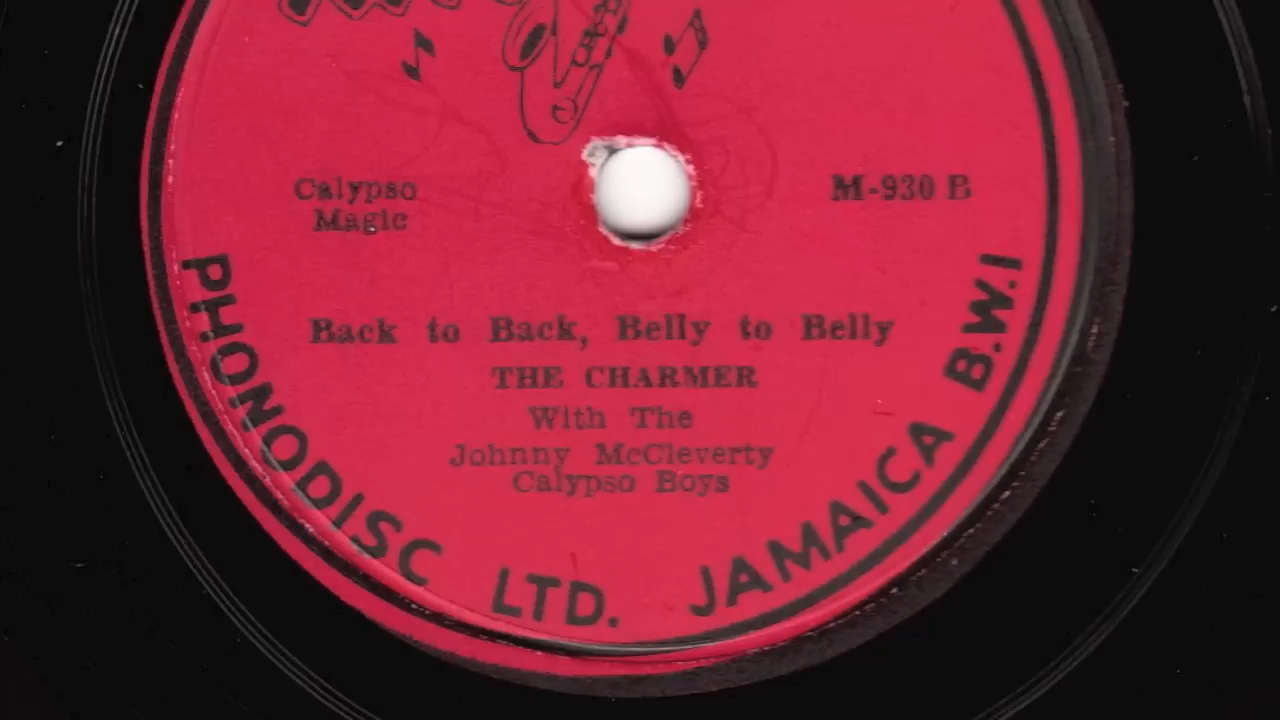 Calypso
Magic
M-930 B
Back to Back, Belly to Belly
THE CHARMER
With The
Johnny McCleverty
Calypso Boys
PHONODISC LTD. JAMAICA B.W.I